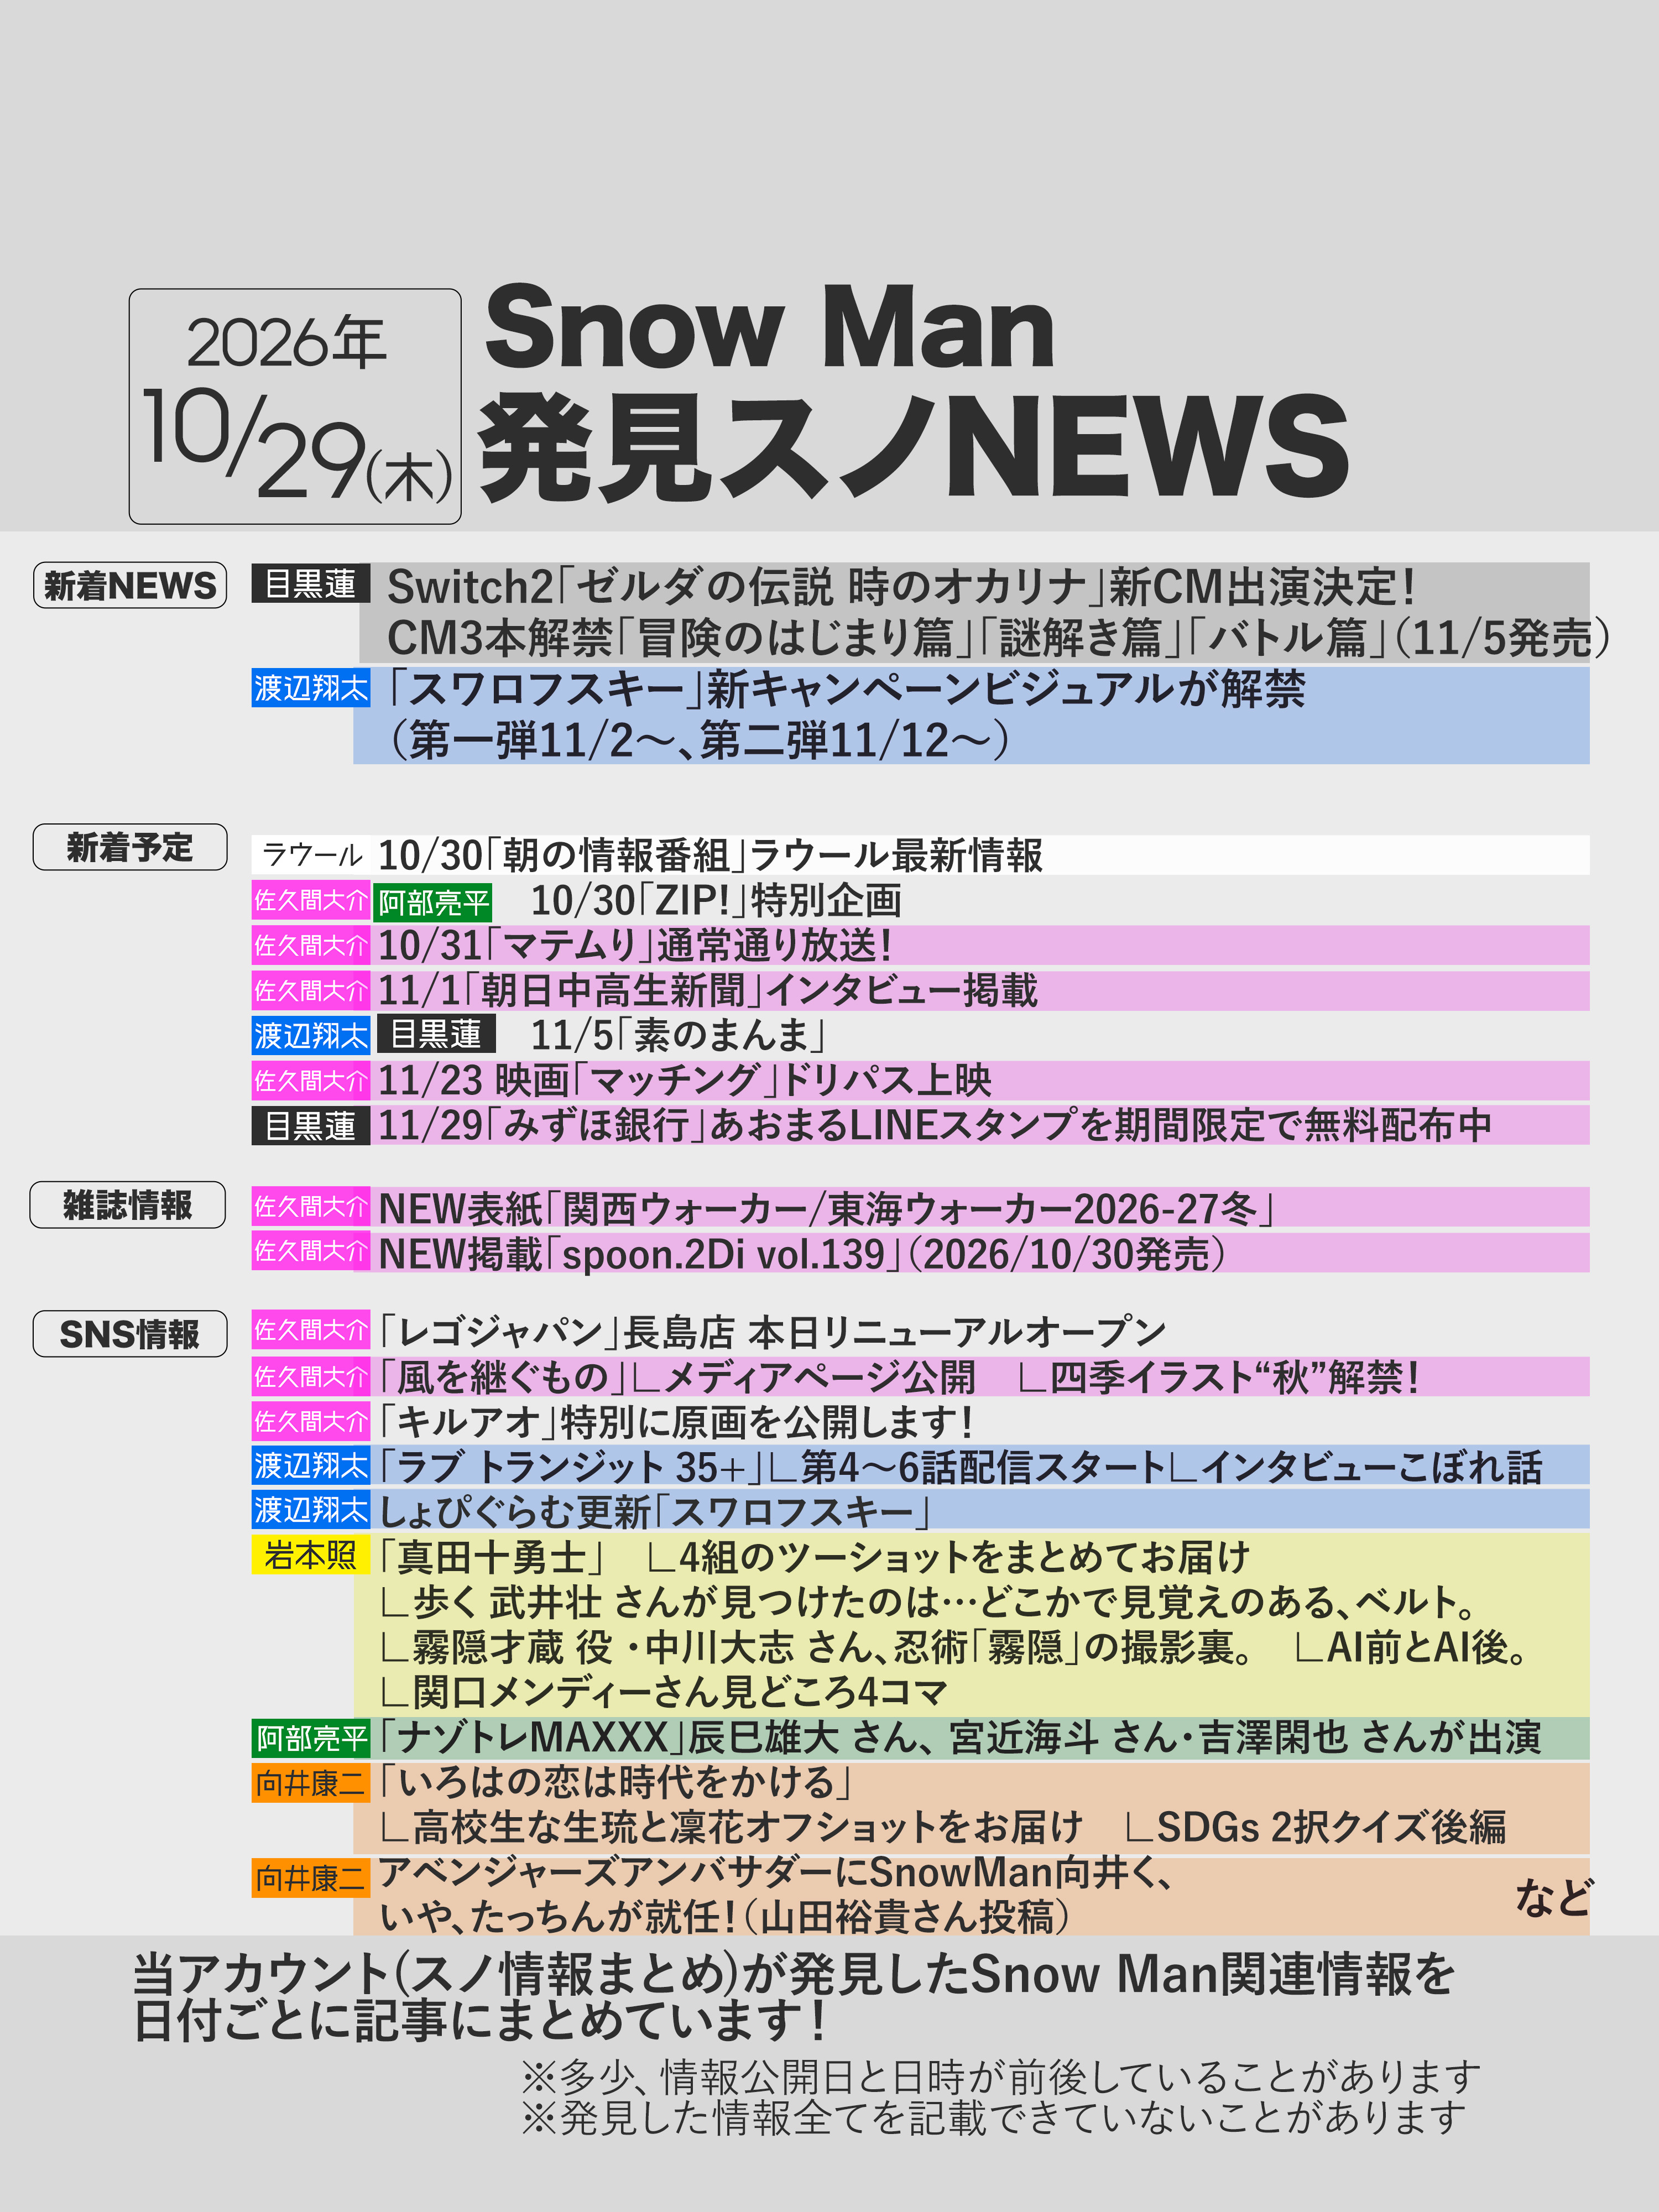 2026年
10/29(木)
Snow Man
発見スノNEWS
新着NEWS
目黒蓮 Switch2「ゼルダの伝説 時のオカリナ」新CM出演決定！
CM3本解禁「冒険のはじまり篇」「謎解き篇」「バトル篇」（11/5発売）
渡辺翔太 「スワロフスキー」新キャンペーンビジュアルが解禁
（第一弾11/2〜、第二弾11/12〜）
新着予定
ラウール 10/30「朝の情報番組」ラウール最新情報
佐久間大介 阿部亮平 10/30「ZIP!」特別企画
佐久間大介 10/31「マテムり」通常通り放送！
佐久間大介 11/1「朝日中高生新聞」インタビュー掲載
渡辺翔太 目黒蓮 11/5「素のまんま」
佐久間大介 11/23 映画「マッチング」ドリパス上映
目黒蓮 11/29「みずほ銀行」あおまるLINEスタンプを期間限定で無料配布中
雑誌情報
佐久間大介 NEW表紙「関西ウォーカー/東海ウォーカー2026-27冬」
佐久間大介 NEW掲載「spoon.2Di vol.139」（2026/10/30発売）
SNS情報
佐久間大介 「レゴジャパン」長島店 本日リニューアルオープン
佐久間大介 「風を継ぐもの」∟メディアページ公開　∟四季イラスト“秋”解禁！
佐久間大介 「キルアオ」特別に原画を公開します！
渡辺翔太 「ラブ トランジット 35+」∟第4〜6話配信スタート∟インタビューこぼれ話
渡辺翔太 しょぴぐらむ更新「スワロフスキー」
岩本照 「真田十勇士」　∟4組のツーショットをまとめてお届け
∟歩く 武井壮 さんが見つけたのは…どこかで見覚えのある、ベルト。
∟霧隠才蔵 役 ・中川大志 さん、忍術「霧隠」の撮影裏。　∟AI前とAI後。
∟関口メンディーさん見どころ4コマ
阿部亮平 「ナゾトレMAXXX」辰巳雄大 さん、 宮近海斗 さん・吉澤閑也 さんが出演
向井康二 「いろはの恋は時代をかける」
∟高校生な生琉と凜花オフショットをお届け　∟SDGs 2択クイズ後編
向井康二 アベンジャーズアンバサダーにSnowMan向井く、
いや、たっちんが就任！（山田裕貴さん投稿）
など
当アカウント(スノ情報まとめ)が発見したSnow Man関連情報を
日付ごとに記事にまとめています！
※多少、情報公開日と日時が前後していることがあります
※発見した情報全てを記載できていないことがあります